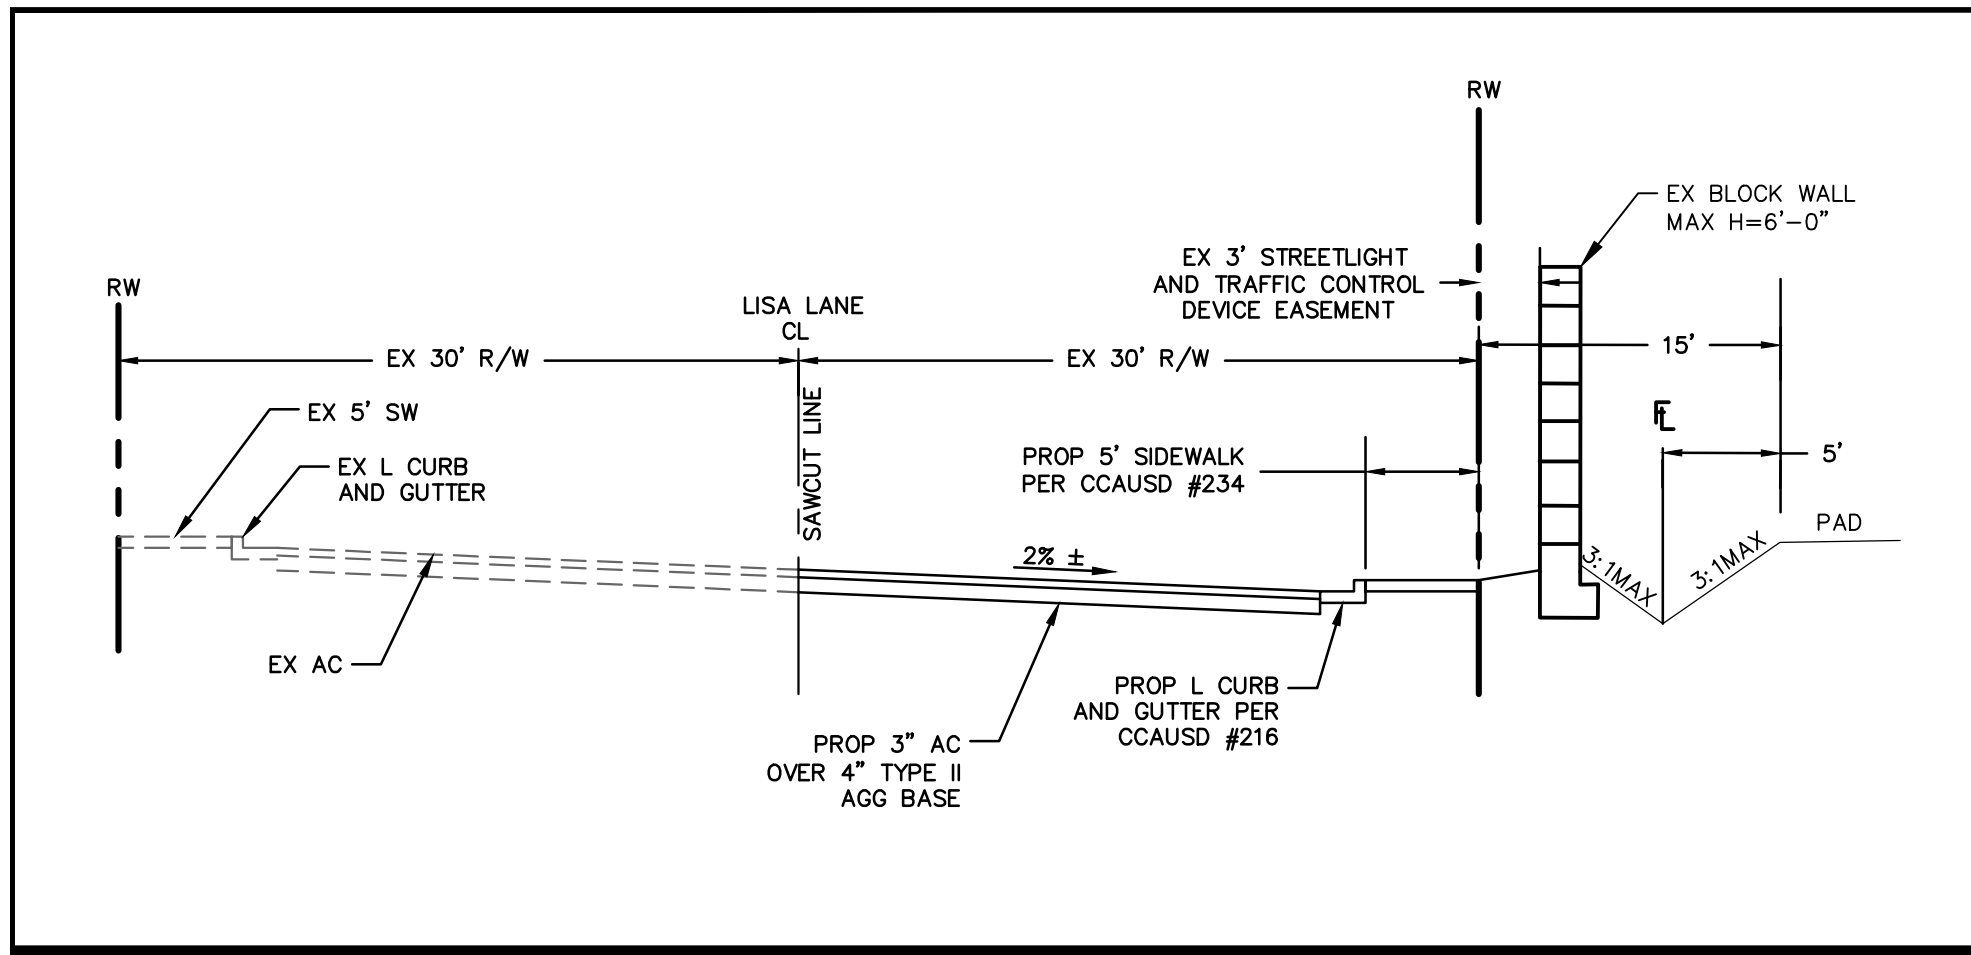 RW
EX BLOCK WALL
MAX H=6'-0"
EX 3' STREETLIGHT
AND TRAFFIC CONTROL
DEVICE EASEMENT
RW
LISA LANE
CL
EX 30' R/W
EX 30' R/W
15'
EX 5' SW
SAWCUT LINE
FL
EX L CURB
AND GUTTER
PROP 5' SIDEWALK
PER CCAUSD #234
5'
PAD
2% ±
3:1MAX
3:1MAX
EX AC
PROP L CURB
AND GUTTER PER
CCAUSD #216
PROP 3" AC
OVER 4" TYPE II
AGG BASE